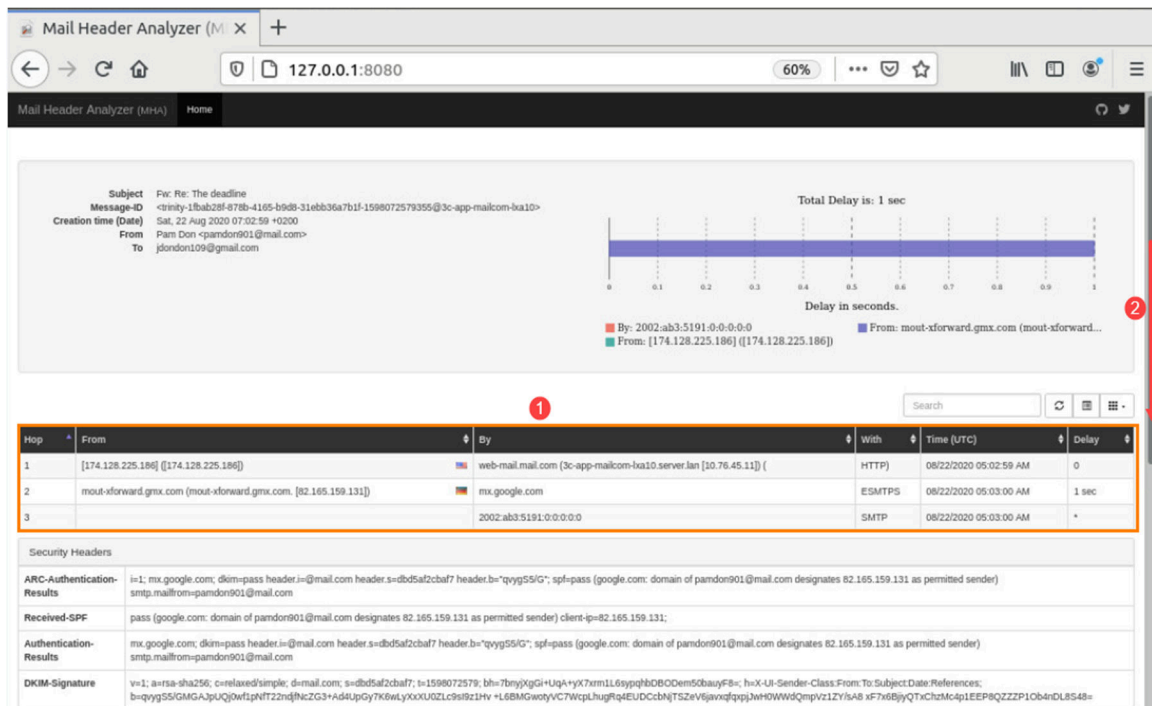 Mail Header Analyzer (M
127.0.0.1:8080
60%
Mail Header Analyzer (MHA) Home
Subject Fw: Re: The deadline
Message-ID <trinity-1fbab28f-878b-4165-b9d8-31ebb36a7b1f-1598072579355@3c-app-mailcom-lxa10>
Creation time (Date) Sat, 22 Aug 2020 07:02:59 +0200
From Pam Don <pamdon901@mail.com>
To jdondon109@gmail.com
Total Delay is: 1 sec
0 0.1 0.2 0.3 0.4 0.5 0.6 0.7 0.8 0.9 1
Delay in seconds.
2
By: 2002:ab3:5191:0:0:0:0:0 From: mout-xforward.gmx.com (mout-xforward...
From: [174.128.225.186] ([174.128.225.186])
1
Search
Hop From By With Time (UTC) Delay
1 [174.128.225.186] ([174.128.225.186]) web-mail.mail.com (3c-app-mailcom-lxa10.server.lan [10.76.45.11]) ( HTTP) 08/22/2020 05:02:59 AM 0
2 mout-xforward.gmx.com (mout-xforward.gmx.com. [82.165.159.131]) mx.google.com ESMTPS 08/22/2020 05:03:00 AM 1 sec
3 2002:ab3:5191:0:0:0:0:0 SMTP 08/22/2020 05:03:00 AM *
Security Headers
ARC-Authentication-Results i=1; mx.google.com; dkim=pass header.i=@mail.com header.s=dbd5af2cbaf7 header.b="qvygS5/G"; spf=pass (google.com: domain of pamdon901@mail.com designates 82.165.159.131 as permitted sender)
smtp.mailfrom=pamdon901@mail.com
Received-SPF pass (google.com: domain of pamdon901@mail.com designates 82.165.159.131 as permitted sender) client-ip=82.165.159.131;
Authentication-Results mx.google.com; dkim=pass header.i=@mail.com header.s=dbd5af2cbaf7 header.b="qvygS5/G"; spf=pass (google.com: domain of pamdon901@mail.com designates 82.165.159.131 as permitted sender)
smtp.mailfrom=pamdon901@mail.com
DKIM-Signature v=1; a=rsa-sha256; c=relaxed/simple; d=mail.com; s=dbd5af2cbaf7; t=1598072579; h=X-UI-Sender-Class:From:To:Subject:Date:References;